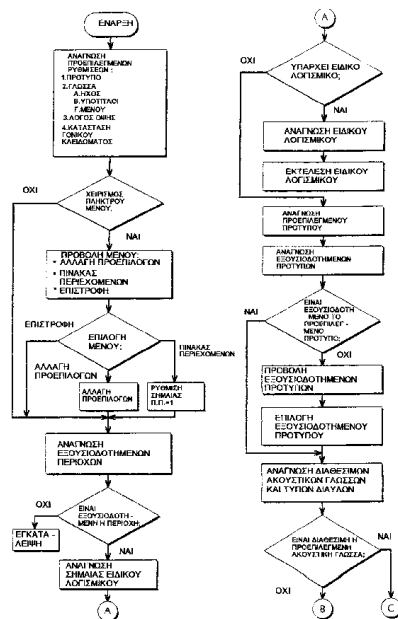 ΕΝΑΡΞΗ
ΑΝΑΓΝΩΣΗ
ΠΡΟΕΠΙΛΕΓΜΕΝΩΝ
ΡΥΘΜΙΣΕΩΝ :
1.ΠΡΟΤΥΠΟ
2.ΓΛΩΣΣΑ
Α.ΗΧΟΣ
Β.ΥΠΟΤΙΤΛΟΙ
Γ.ΜΕΝΟΥ
3.ΛΟΓΟΣ ΟΨΗΣ
4.ΚΑΤΑΣΤΑΣΗ
ΓΟΝΙΚΟΥ
ΚΛΕΙΔΩΜΑΤΟΣ
ΟΧΙ
ΧΕΙΡΙΣΜΟΣ
ΠΛΗΚΤΡΟΥ
ΜΕΝΟΥ;
ΝΑΙ
ΠΡΟΒΟΛΗ ΜΕΝΟΥ:
* ΑΛΛΑΓΗ ΠΡΟΕΠΙΛΟΓΩΝ
* ΠΙΝΑΚΑΣ
ΠΕΡΙΕΧΟΜΕΝΩΝ
* ΕΠΙΣΤΡΟΦΗ
ΕΠΙΣΤΡΟΦΗ
ΕΠΙΛΟΓΗ
ΜΕΝΟΥ;
ΠΙΝΑΚΑΣ
ΠΕΡΙΕΧΟΜΕΝΩΝ
ΑΛΛΑΓΗ
ΠΡΟΕΠΙΛΟΓΩΝ
ΑΛΛΑΓΗ
ΠΡΟΕΠΙΛΟΓΩΝ
ΡΥΘΜΙΣΗ
ΣΗΜΑΙΑΣ
Π.Π.=1
ΑΝΑΓΝΩΣΗ
ΕΞΟΥΣΙΟΔΟΤΗΜΕΝΩΝ
ΠΕΡΙΟΧΩΝ
ΟΧΙ
ΕΙΝΑΙ
ΕΞΟΥΣΙΟΔΟΤΗ -
ΜΕΝΗ Η ΠΕΡΙΟΧΗ;
ΕΓΚΑΤΑ -
ΛΕΙΨΗ
ΝΑΙ
ΑΝΑΓΝΩΣΗ
ΣΗΜΑΙΑΣ ΕΙΔΙΚΟΥ
ΛΟΓΙΣΜΙΚΟΥ
Α
Α
ΟΧΙ
ΥΠΑΡΧΕΙ ΕΙΔΙΚΟ
ΛΟΓΙΣΜΙΚΟ;
ΝΑΙ
ΑΝΑΓΝΩΣΗ ΕΙΔΙΚΟΥ
ΛΟΓΙΣΜΙΚΟΥ
ΕΚΤΕΛΕΣΗ ΕΙΔΙΚΟΥ
ΛΟΓΙΣΜΙΚΟΥ
ΑΝΑΓΝΩΣΗ
ΠΡΟΕΠΙΛΕΓΜΕΝΟΥ
ΠΡΟΤΥΠΟΥ
ΑΝΑΓΝΩΣΗ
ΕΞΟΥΣΙΟΔΟΤΗΜΕΝΩΝ
ΠΡΟΤΥΠΩΝ
ΝΑΙ
ΕΙΝΑΙ
ΕΞΟΥΣΙΟΔΟΤΗ -
ΜΕΝΟ ΤΟ
ΠΡΟΕΠΙΛΕΓ -
ΜΕΝΟ
ΠΡΟΤΥΠΟ;
ΟΧΙ
ΠΡΟΒΟΛΗ
ΕΞΟΥΣΙΟΔΟΤΗΜΕΝΩΝ
ΠΡΟΤΥΠΩΝ
ΕΠΙΛΟΓΗ
ΕΞΟΥΣΙΟΔΟΤΗΜΕΝΟΥ
ΠΡΟΤΥΠΟΥ
ΑΝΑΓΝΩΣΗ ΔΙΑΘΕΣΙΜΩΝ
ΑΚΟΥΣΤΙΚΩΝ ΓΛΩΣΣΩΝ
ΚΑΙ ΤΥΠΩΝ ΔΙΑΥΛΩΝ
ΕΙΝΑΙ ΔΙΑΘΕΣΙΜΗ Η
ΠΡΟΕΠΙΛΕΓΜΕΝΗ
ΑΚΟΥΣΤΙΚΗ ΓΛΩΣΣΑ;
ΝΑΙ
ΟΧΙ
Β
C